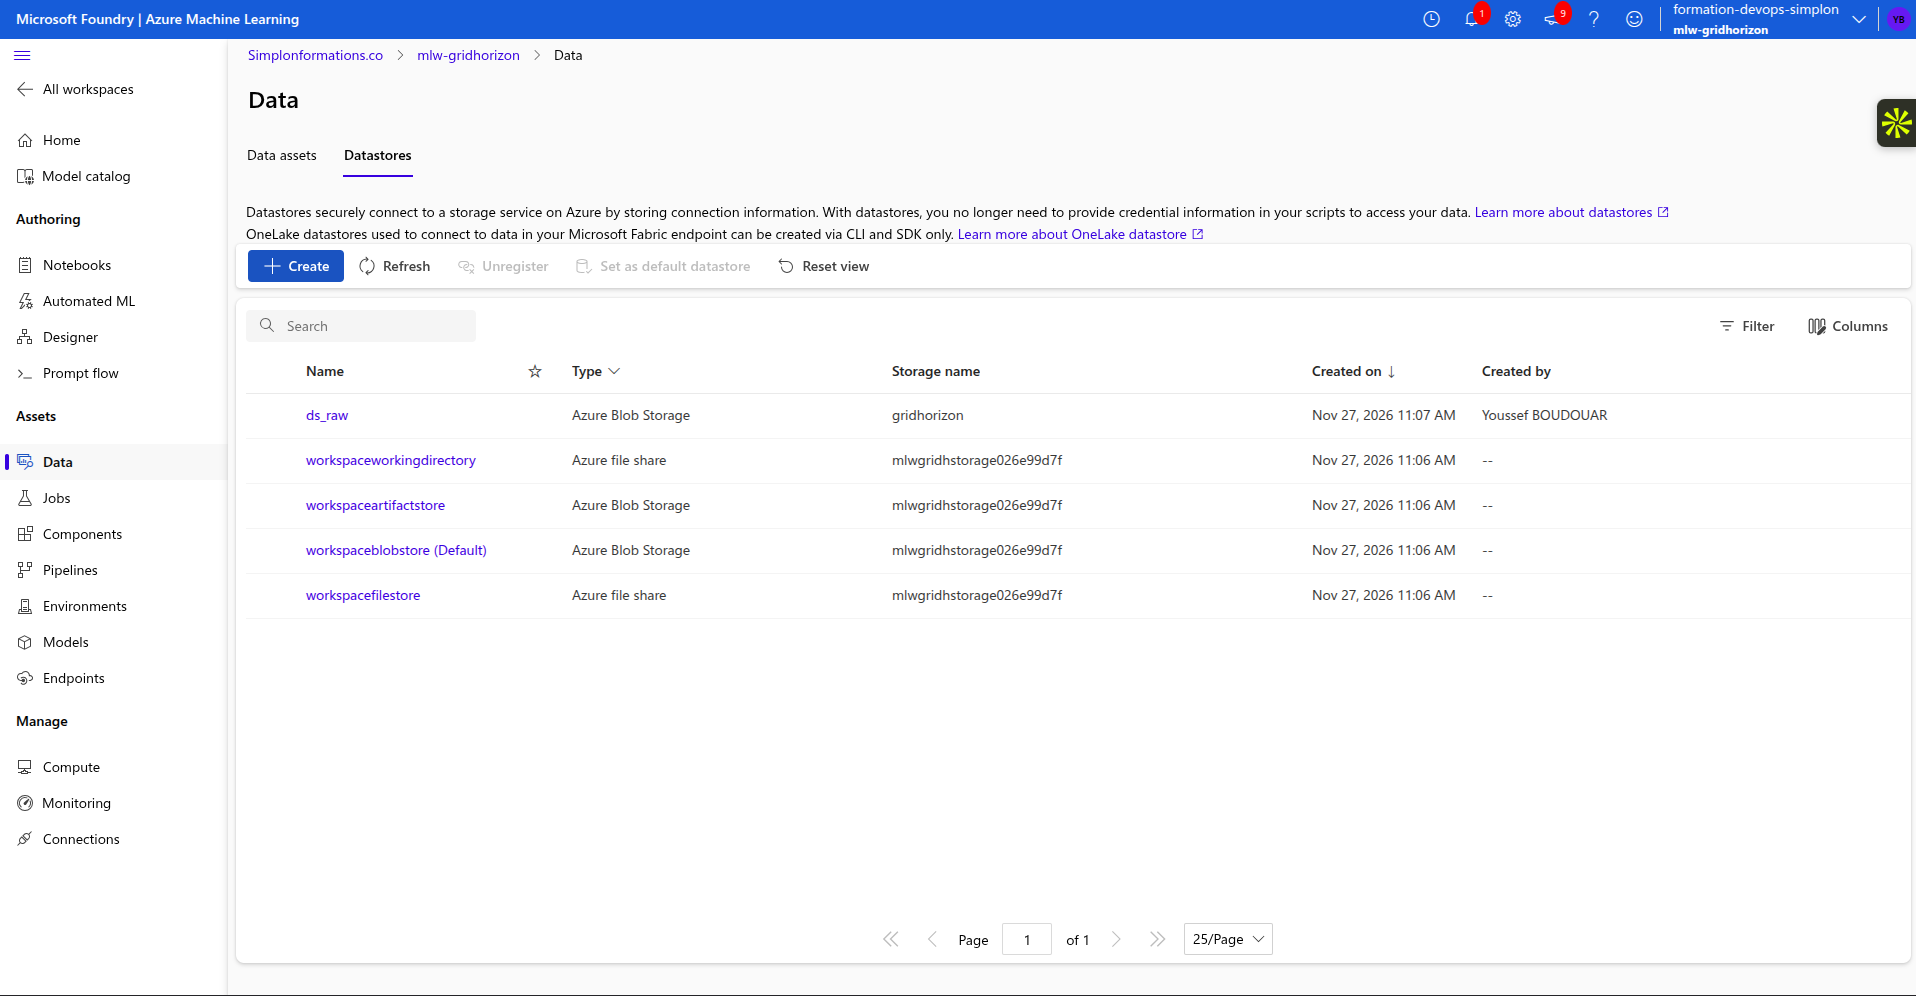 Microsoft Foundry | Azure Machine Learning
1
9
formation-devops-simplon
mlw-gridhorizon
YB
All workspaces
Home
Model catalog
Authoring
Notebooks
Automated ML
Designer
Prompt flow
Assets
Data
Jobs
Components
Pipelines
Environments
Models
Endpoints
Manage
Compute
Monitoring
Connections
Simplonformations.co > mlw-gridhorizon > Data
Data
Data assets Datastores
Datastores securely connect to a storage service on Azure by storing connection information. With datastores, you no longer need to provide credential information in your scripts to access your data. Learn more about datastores
OneLake datastores used to connect to data in your Microsoft Fabric endpoint can be created via CLI and SDK only. Learn more about OneLake datastore
Create Refresh Unregister Set as default datastore Reset view
Search Filter Columns
Name Type Storage name Created on ↓ Created by
ds_raw Azure Blob Storage gridhorizon Nov 27, 2026 11:07 AM Youssef BOUDOUAR
workspaceworkingdirectory Azure file share mlwgridhstorage026e99d7f Nov 27, 2026 11:06 AM --
workspaceartifactstore Azure Blob Storage mlwgridhstorage026e99d7f Nov 27, 2026 11:06 AM --
workspaceblobstore (Default) Azure Blob Storage mlwgridhstorage026e99d7f Nov 27, 2026 11:06 AM --
workspacefilestore Azure file share mlwgridhstorage026e99d7f Nov 27, 2026 11:06 AM --
Page 1 of 1 25/Page